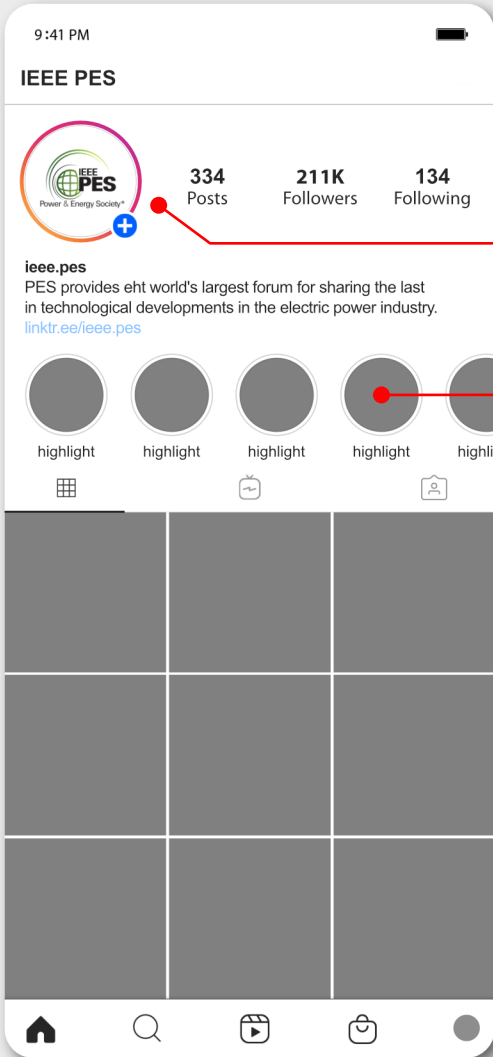 9:41 PM
IEEE PES
IEEE
PES
Power & Energy Society®
334
Posts
211K
Followers
134
Following
ieee.pes
PES provides eht world's largest forum for sharing the last
in technological developments in the electric power industry.
linktr.ee/ieee.pes
highlight
highlight
highlight
highlight
highli